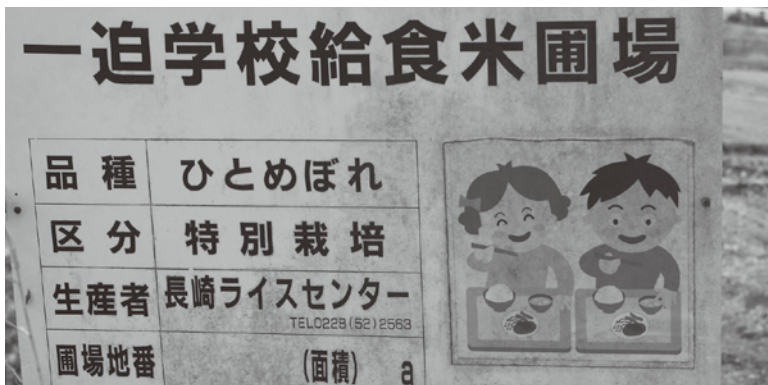 一迫学校給食米圃場
品種 ひとめぼれ
区分 特別栽培
生産者 長崎ライスセンター
TEL0228(52)2563
圃場地番 (面積) a